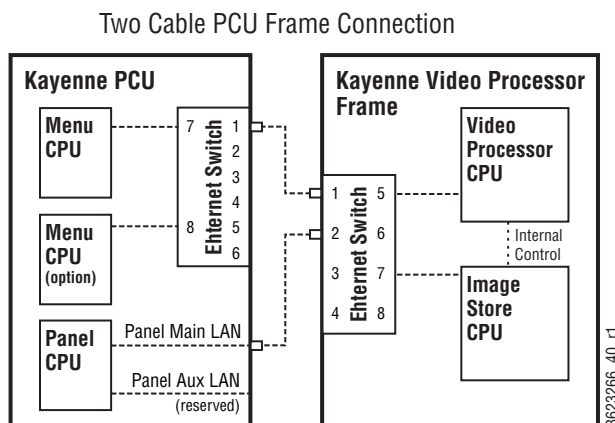 Two Cable PCU Frame Connection
Kayenne PCU
Menu
CPU
7
8
Ehternet Switch
1
2
3
4
5
6
Menu
CPU
(option)
Panel
CPU
Panel Main LAN
Panel Aux LAN
(reserved)
Kayenne Video Processor
Frame
1
2
3
4
Ehternet Switch
5
6
7
8
Video
Processor
CPU
Internal
Control
Image
Store
CPU
8623266_40_r1